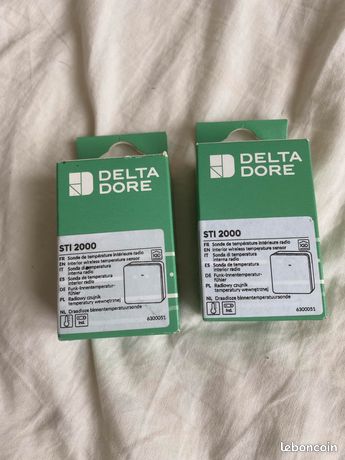 DELTA
DORE
STI 2000
FR Sonde de température intérieure radio
EN Interior wireless temperature sensor
IT Sonda di temperatura
interna radio
ES Sonda de temperatura
interior radio
DE Funk-Innentemperatur-
fühler
PL Radiowy czujnik
temperatury wewnętrznej
NL Draadloze binnentemperatuursonde
incl.
6300051
DELTA
DORE
STI 2000
FR Sonde de température intérieure radio
EN Interior wireless temperature sensor
IT Sonda di temperatura
interna radio
ES Sonda de temperatura
interior radio
DE Funk-Innentemperatur-
fühler
PL Radiowy czujnik
temperatury wewnętrznej
NL Draadloze binnentemperatuursonde
incl.
6300051
leboncoin